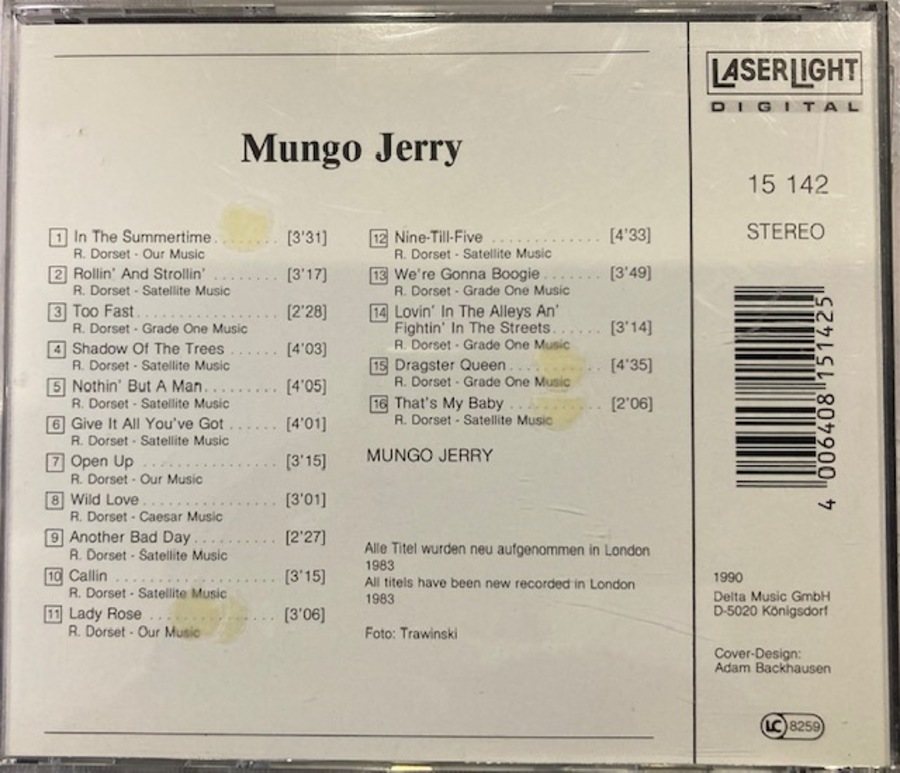 Mungo Jerry
1 In The Summertime ....... [3'31]
R. Dorset - Our Music
2 Rollin' And Strollin' ........ [3'17]
R. Dorset - Satellite Music
3 Too Fast ................. [2'28]
R. Dorset - Grade One Music
4 Shadow Of The Trees ...... [4'03]
R. Dorset - Satellite Music
5 Nothin' But A Man ......... [4'05]
R. Dorset - Satellite Music
6 Give It All You've Got ...... [4'01]
R. Dorset - Satellite Music
7 Open Up ................ [3'15]
R. Dorset - Our Music
8 Wild Love ................ [3'01]
R. Dorset - Caesar Music
9 Another Bad Day .......... [2'27]
R. Dorset - Satellite Music
10 Callin ................... [3'15]
R. Dorset - Satellite Music
11 Lady Rose ............... [3'06]
R. Dorset - Our Music
12 Nine-Till-Five ............. [4'33]
R. Dorset - Satellite Music
13 We're Gonna Boogie ....... [3'49]
R. Dorset - Grade One Music
14 Lovin' In The Alleys An'
Fightin' In The Streets ...... [3'14]
R. Dorset - Grade One Music
15 Dragster Queen ........... [4'35]
R. Dorset - Grade One Music
16 That's My Baby ........... [2'06]
R. Dorset - Satellite Music
MUNGO JERRY
Alle Titel wurden neu aufgenommen in London
1983
All titels have been new recorded in London
1983
Foto: Trawinski
LASERLIGHT
DIGITAL
15 142
STEREO
4 006408 151425
1990
Delta Music GmbH
D-5020 Königsdorf
Cover-Design:
Adam Backhausen
LC 8259